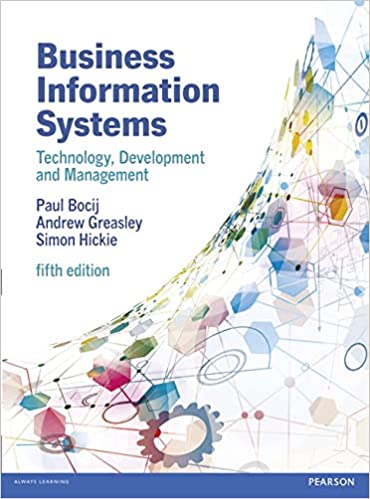 Business
Information
Systems
Technology, Development
and Management
Paul Bocij
Andrew Greasley
Simon Hickie
fifth edition
ALWAYS LEARNING
PEARSON